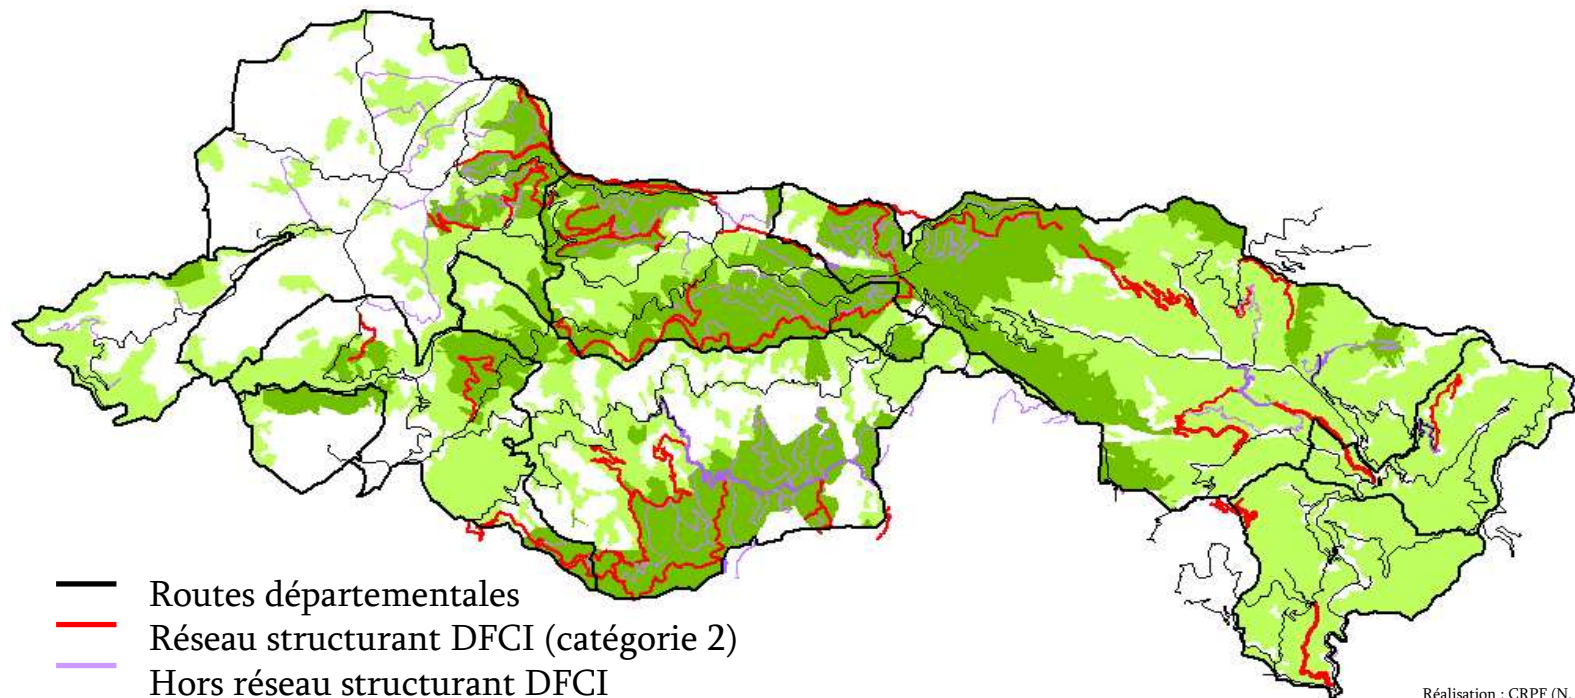 Routes départementales
Réseau structurant DFCI (catégorie 2)
Hors réseau structurant DFCI
Réalisation : CRPF (N.